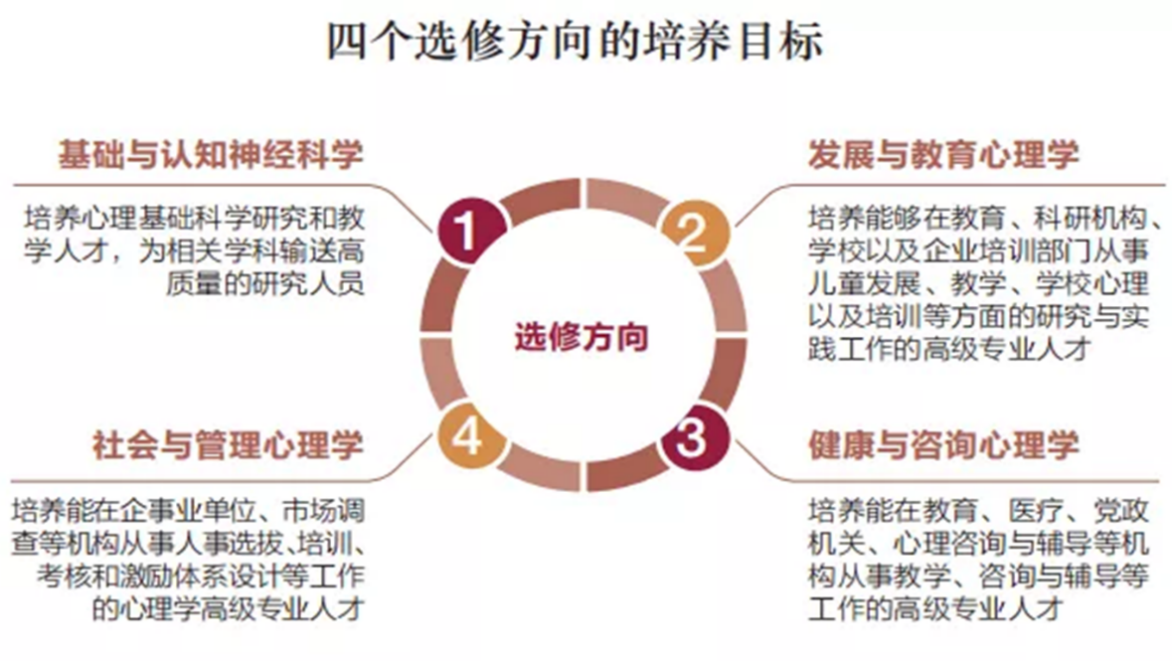 四个选修方向的培养目标
基础与认知神经科学
培养心理基础科学研究和教
学人才，为相关学科输送高
质量的研究人员
1
发展与教育心理学
培养能够在教育、科研机构、
学校以及企业培训部门从事
儿童发展、教学、学校心理
以及培训等方面的研究与实
践工作的高级专业人才
2
选修方向
社会与管理心理学
培养能在企事业单位、市场调
查等机构从事人事选拔、培训、
考核和激励体系设计等工作
的心理学高级专业人才
4
健康与咨询心理学
培养能在教育、医疗、党政
机关、心理咨询与辅导等机
构从事教学、咨询与辅导等
工作的高级专业人才
3